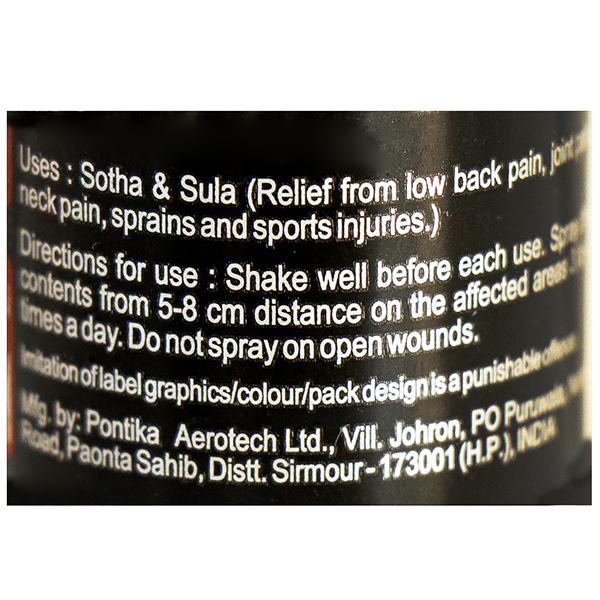 Uses : Sotha & Sula (Relief from low back pain, joint
neck pain, sprains and sports injuries.)
Directions for use : Shake well before each use. Spray
contents from 5-8 cm distance on the affected areas
times a day. Do not spray on open wounds.
Imitation of label graphics/colour/pack design is a punishable offence.
Mfg. by: Pontika Aerotech Ltd., Vill. Johron, PO Puruwala,
Road, Paonta Sahib, Distt. Sirmour - 173001 (H.P.), INDIA